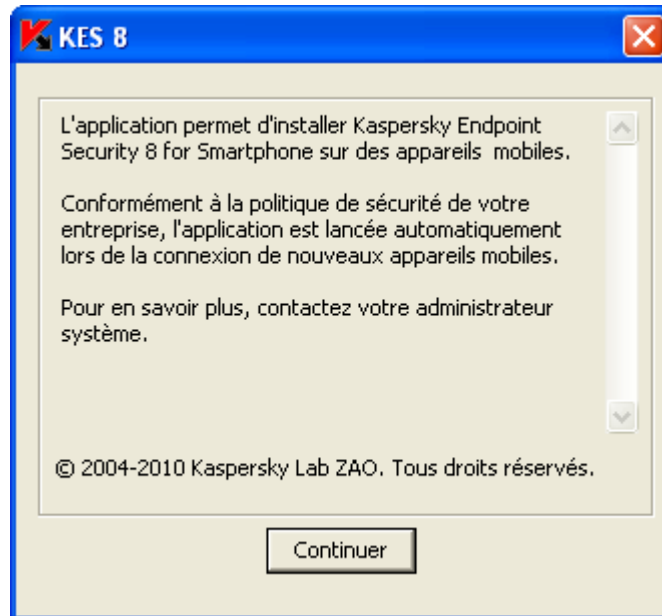 KES 8
L'application permet d'installer Kaspersky Endpoint
Security 8 for Smartphone sur des appareils  mobiles.
Conformément à la politique de sécurité de votre
entreprise, l'application est lancée automatiquement
lors de la connexion de nouveaux appareils mobiles.
Pour en savoir plus, contactez votre administrateur
système.
© 2004-2010 Kaspersky Lab ZAO. Tous droits réservés.
Continuer